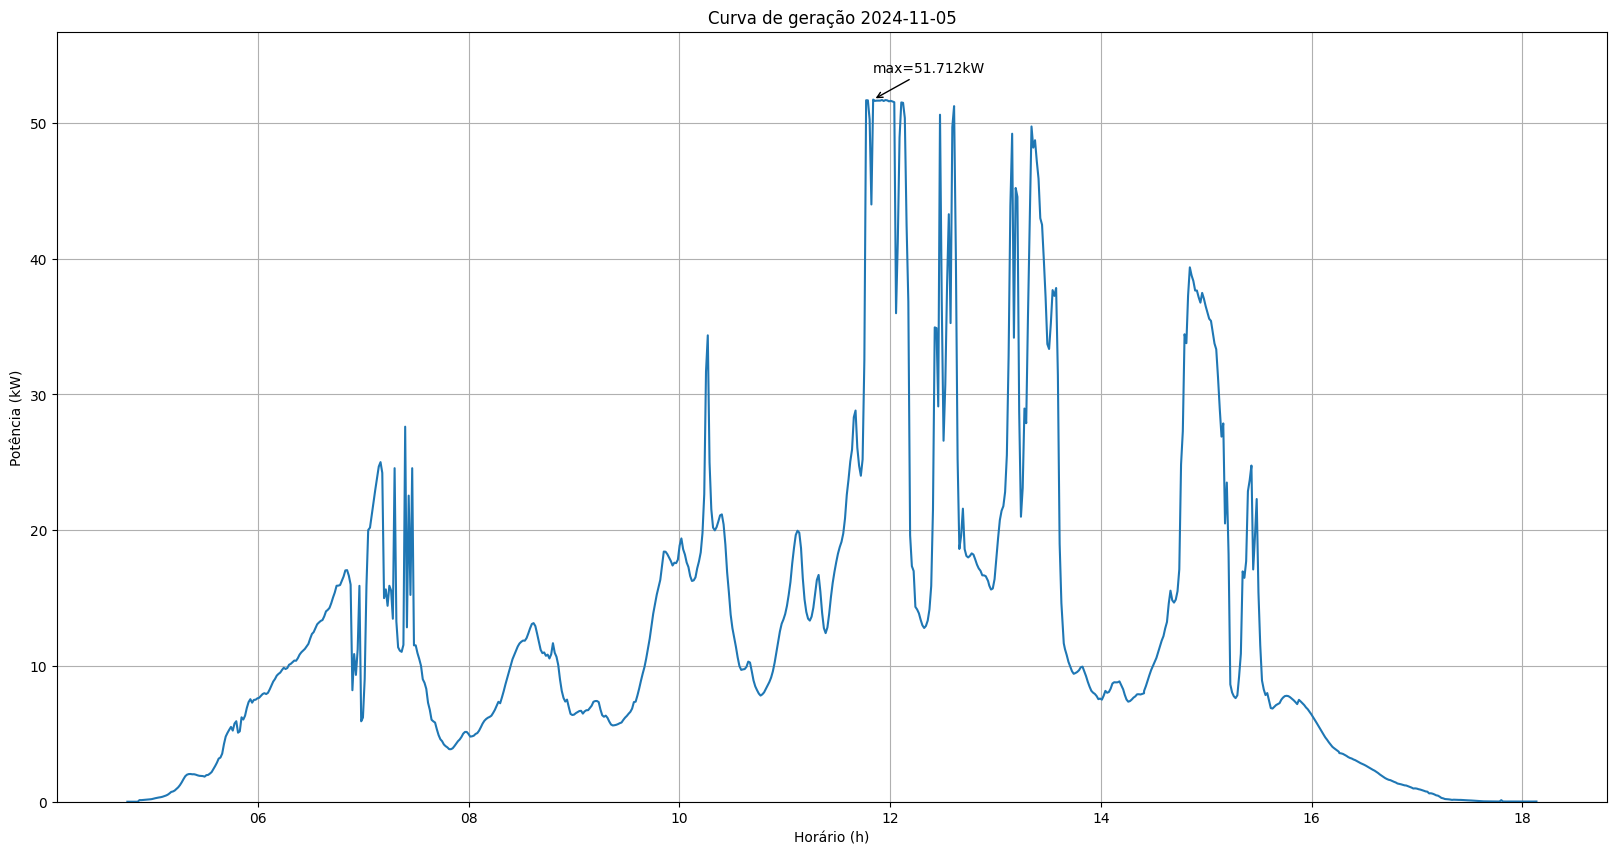 Curva de geração 2024-11-05
max=51.712kW
Potência (kW)
50
40
30
20
10
0
06 08 10 12 14 16 18
Horário (h)